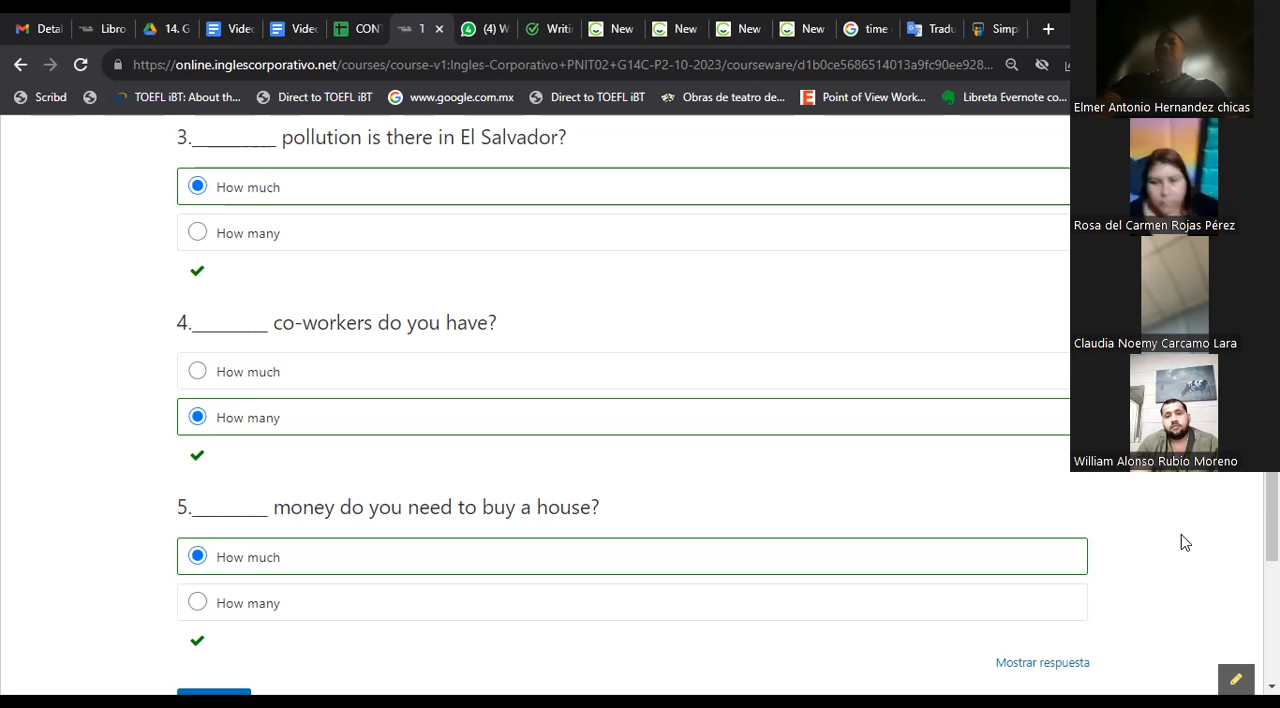 Detal
Libro
14. G
Videc
Videc
CON
1
(4) W
Writi
New
New
New
New
time
Tradu
Simp
https://online.inglescorporativo.net/courses/course-v1:Ingles-Corporativo+PNIT02+G14C-P2-10-2023/courseware/d1b0ce5686514013a9fc90ee928...
Scribd
TOEFL iBT: About th...
Direct to TOEFL iBT
www.google.com.mx
Direct to TOEFL iBT
Obras de teatro de...
Point of View Work...
Libreta Evernote co...
3.__________ pollution is there in El Salvador?
How much
How many
4._________ co-workers do you have?
How much
How many
5._________ money do you need to buy a house?
How much
How many
Mostrar respuesta
Elmer Antonio Hernandez chicas
Rosa del Carmen Rojas Pérez
Claudia Noemy Carcamo Lara
William Alonso Rubio Moreno